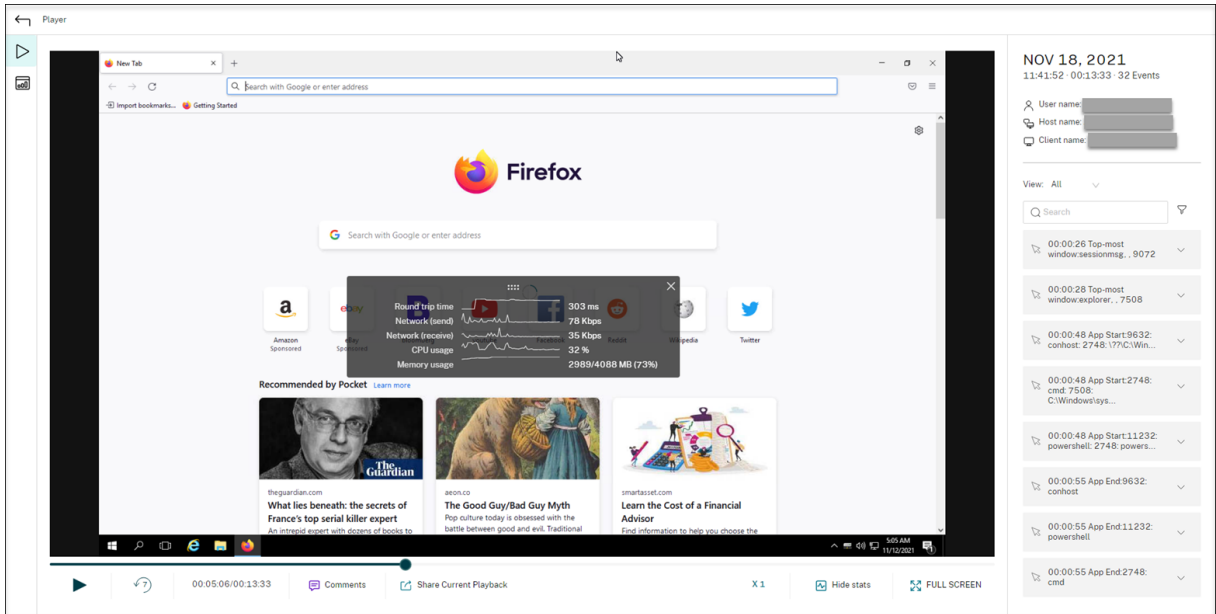 Player
New Tab
Search with Google or enter address
Import bookmarks...
Getting Started
Firefox
Search with Google or enter address
a
ebay
Amazon
Sponsored
eBay
Sponsored
Youtube
Facebook
Reddit
Wikipedia
Twitter
Round trip time 303 ms
Network (send) 78 Kbps
Network (receive) 35 Kbps
CPU usage 32 %
Memory usage 2989/4088 MB (73%)
Recommended by Pocket Learn more
The
Guardian
theguardian.com
What lies beneath: the secrets of
France's top serial killer expert
An intrepid expert with dozens of books to
aeon.co
The Good Guy/Bad Guy Myth
Pop culture today is obsessed with the
battle between good and evil. Traditional
smartasset.com
Learn the Cost of a Financial
Advisor
Find information to help you choose the
5:05 AM
11/12/2021
1
7
00:05:06/00:13:33
Comments
Share Current Playback
X 1
Hide stats
FULL SCREEN
NOV 18, 2021
11:41:52 · 00:13:33 · 32 Events
User name:
Host name:
Client name:
View: All
Search
00:00:26 Top-most
window:sessionmsg, , 9072
00:00:28 Top-most
window:explorer, , 7508
00:00:48 App Start:9632:
conhost: 2748: \??\C:\Win...
00:00:48 App Start:2748:
cmd: 7508:
C:\Windows\sys...
00:00:48 App Start:11232:
powershell: 2748: powers...
00:00:55 App End:9632:
conhost
00:00:55 App End:11232:
powershell
00:00:55 App End:2748:
cmd